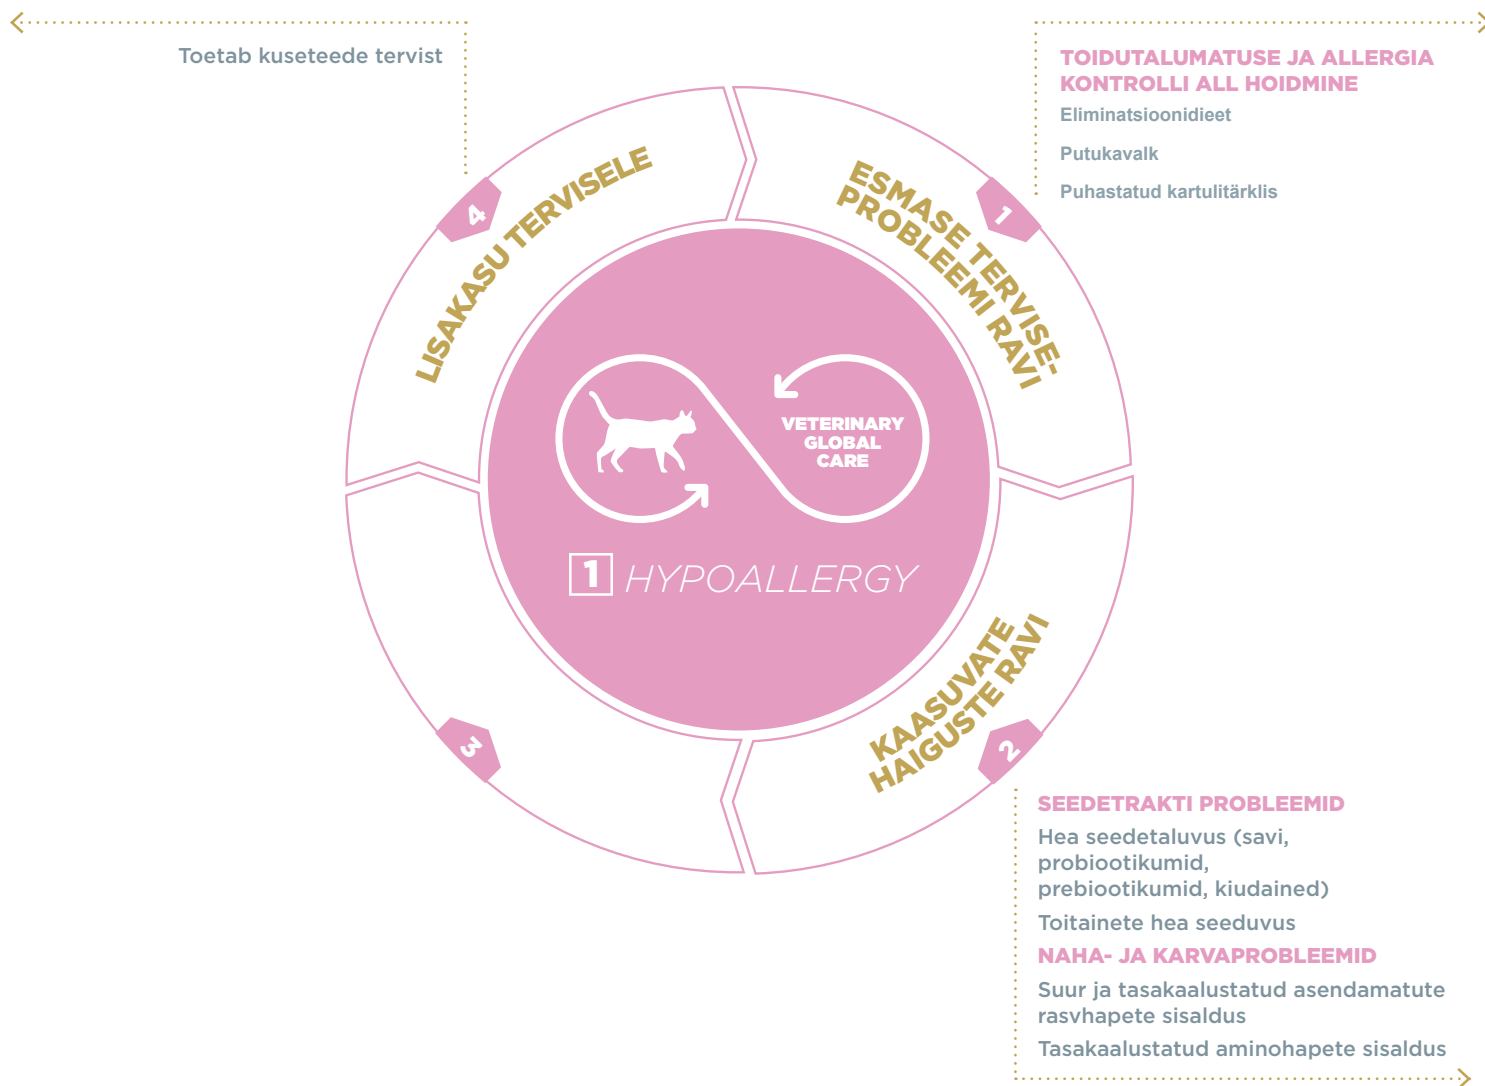 Toetab kuseteede tervist
TOIDUTALUMATUSE JA ALLERGIA
KONTROLLI ALL HOIDMINE
Eliminatsioonidieet
Putukavalk
Puhastatud kartulitärklis
4
LISAKASU TERVISELE
1
ESMASE TERVISE-
PROBLEEMI RAVI
VETERINARY
GLOBAL
CARE
1 HYPOALLERGY
3
KAASUVATE
HAIGUSTE RAVI
2
SEEDETRAKTI PROBLEEMID
Hea seedetaluvus (savi,
probiootikumid,
prebiootikumid, kiudained)
Toitainete hea seeduvus
NAHA- JA KARVAPROBLEEMID
Suur ja tasakaalustatud asendamatute
rasvhapete sisaldus
Tasakaalustatud aminohapete sisaldus